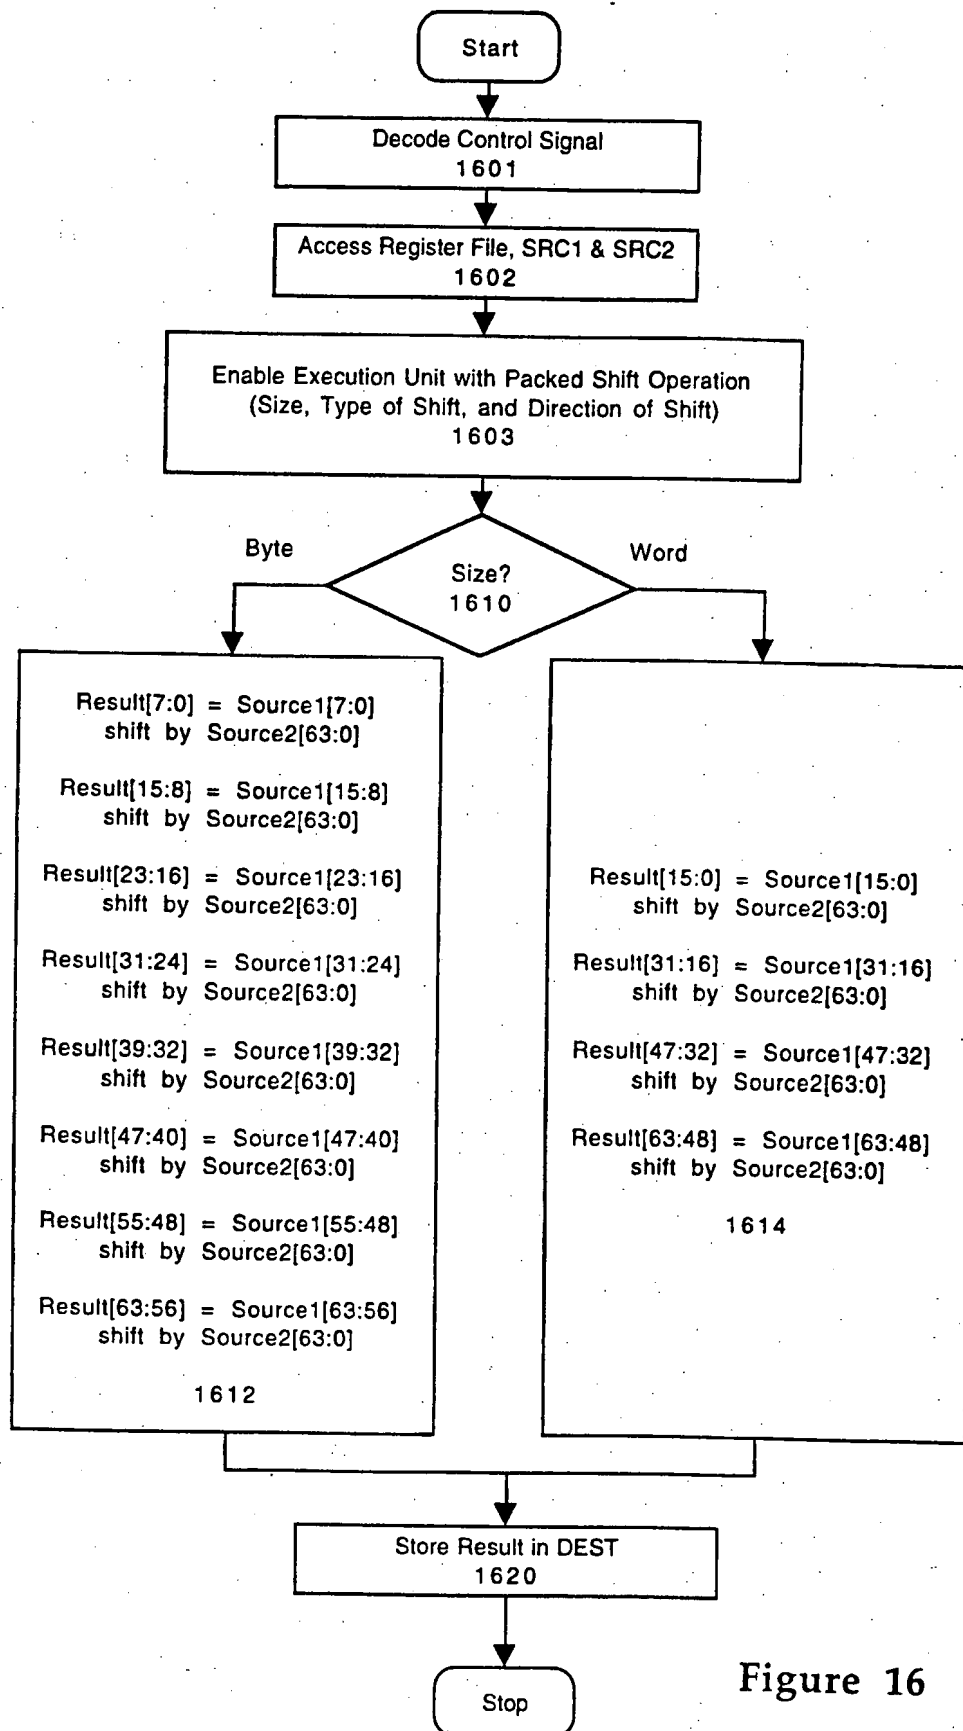 Start
Decode Control Signal
1601
Access Register File, SRC1 & SRC2
1602
Enable Execution Unit with Packed Shift Operation
(Size, Type of Shift, and Direction of Shift)
1603
Byte
Word
Size?
1610
Result[7:0] = Source1[7:0]
shift by Source2[63:0]
Result[15:8] = Source1[15:8]
shift by Source2[63:0]
Result[23:16] = Source1[23:16]
shift by Source2[63:0]
Result[31:24] = Source1[31:24]
shift by Source2[63:0]
Result[39:32] = Source1[39:32]
shift by Source2[63:0]
Result[47:40] = Source1[47:40]
shift by Source2[63:0]
Result[55:48] = Source1[55:48]
shift by Source2[63:0]
Result[63:56] = Source1[63:56]
shift by Source2[63:0]
1612
Result[15:0] = Source1[15:0]
shift by Source2[63:0]
Result[31:16] = Source1[31:16]
shift by Source2[63:0]
Result[47:32] = Source1[47:32]
shift by Source2[63:0]
Result[63:48] = Source1[63:48]
shift by Source2[63:0]
1614
Store Result in DEST
1620
Stop
Figure 16